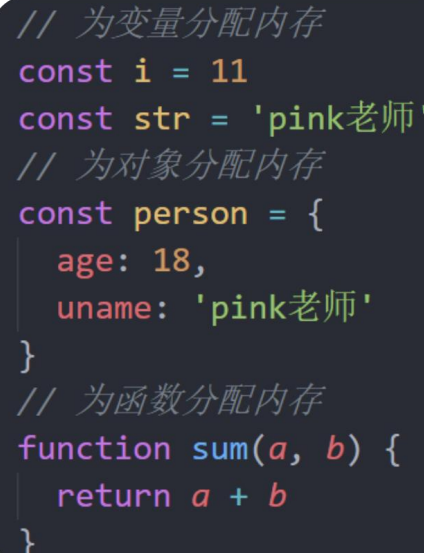 // 为变量分配内存
const i = 11
const str = 'pink老师'
// 为对象分配内存
const person = {
  age: 18,
  uname: 'pink老师'
}
// 为函数分配内存
function sum(a, b) {
  return a + b
}